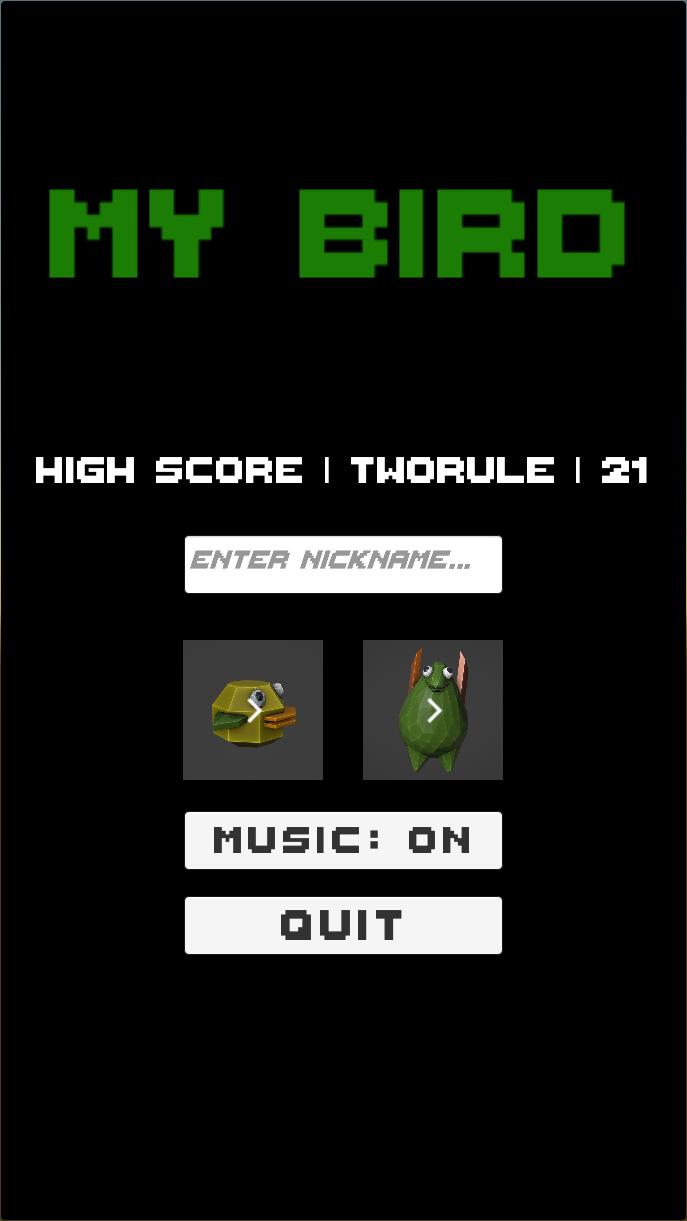 MY BIRD
HIGH SCORE | TWORULE | 21
ENTER NICKNAME...
MUSIC: ON
QUIT